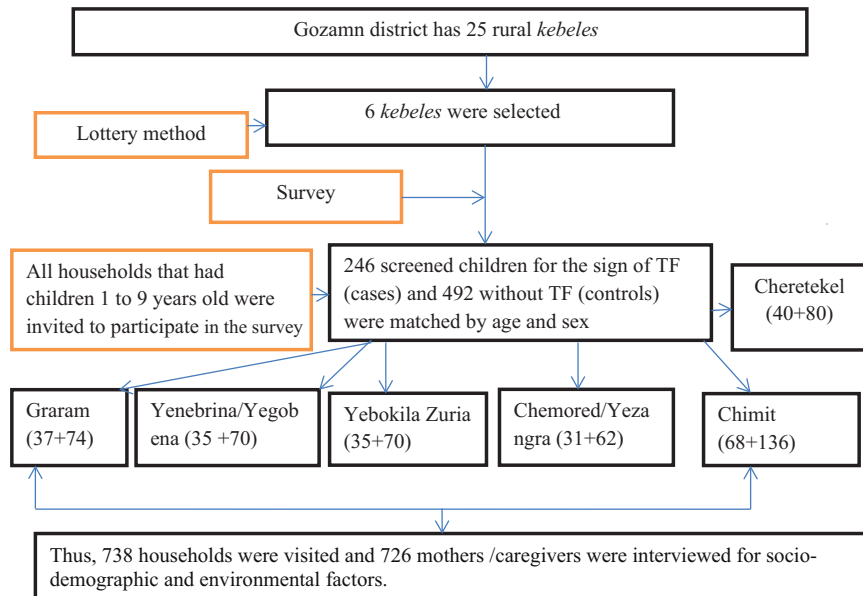 Gozamn district has 25 rural kebeles
6 kebeles were selected
Lottery method
Survey
All households that had
children 1 to 9 years old were
invited to participate in the survey
246 screened children for the sign of TF
(cases) and 492 without TF (controls)
were matched by age and sex
Cheretekel
(40+80)
Graram
(37+74)
Yenebrina/Yegob
ena (35 +70)
Yebokila Zuria
(35+70)
Chemored/Yeza
ngra (31+62)
Chimit
(68+136)
Thus, 738 households were visited and 726 mothers /caregivers were interviewed for socio-
demographic and environmental factors.